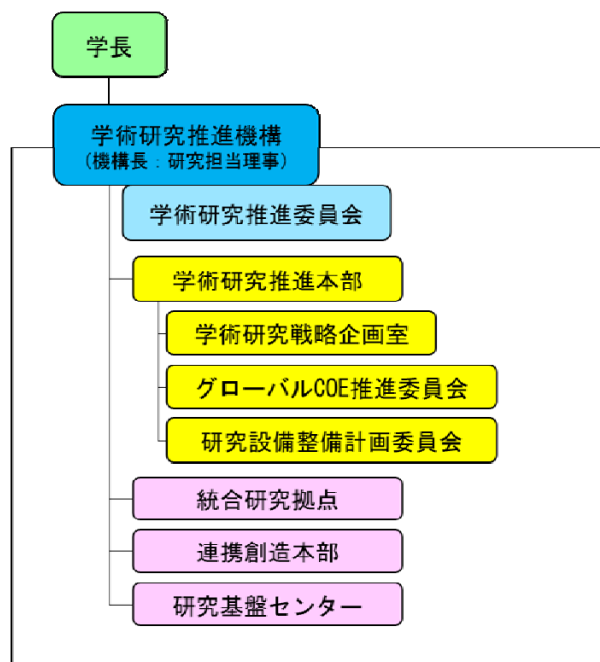 学長
学術研究推進機構
(機構長：研究担当理事)
学術研究推進委員会
学術研究推進本部
学術研究戦略企画室
グローバルCOE推進委員会
研究設備整備計画委員会
統合研究拠点
連携創造本部
研究基盤センター